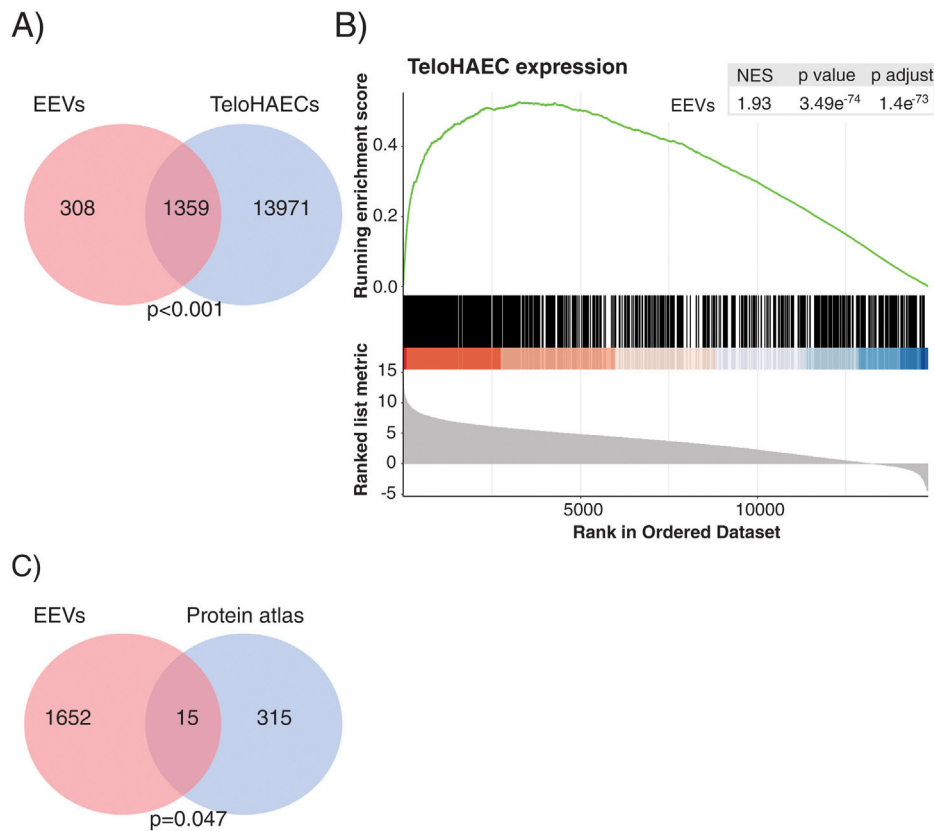 A)
EEVs TeloHAECs
308 1359 13971
p<0.001
B)
TeloHAEC expression
NES p value p adjust
EEVs 1.93 3.49e-74 1.4e-73
Running enrichment score
0.4
0.2
0.0
Ranked list metric
15
10
5
0
-5
5000 10000
Rank in Ordered Dataset
C)
EEVs Protein atlas
1652 15 315
p=0.047